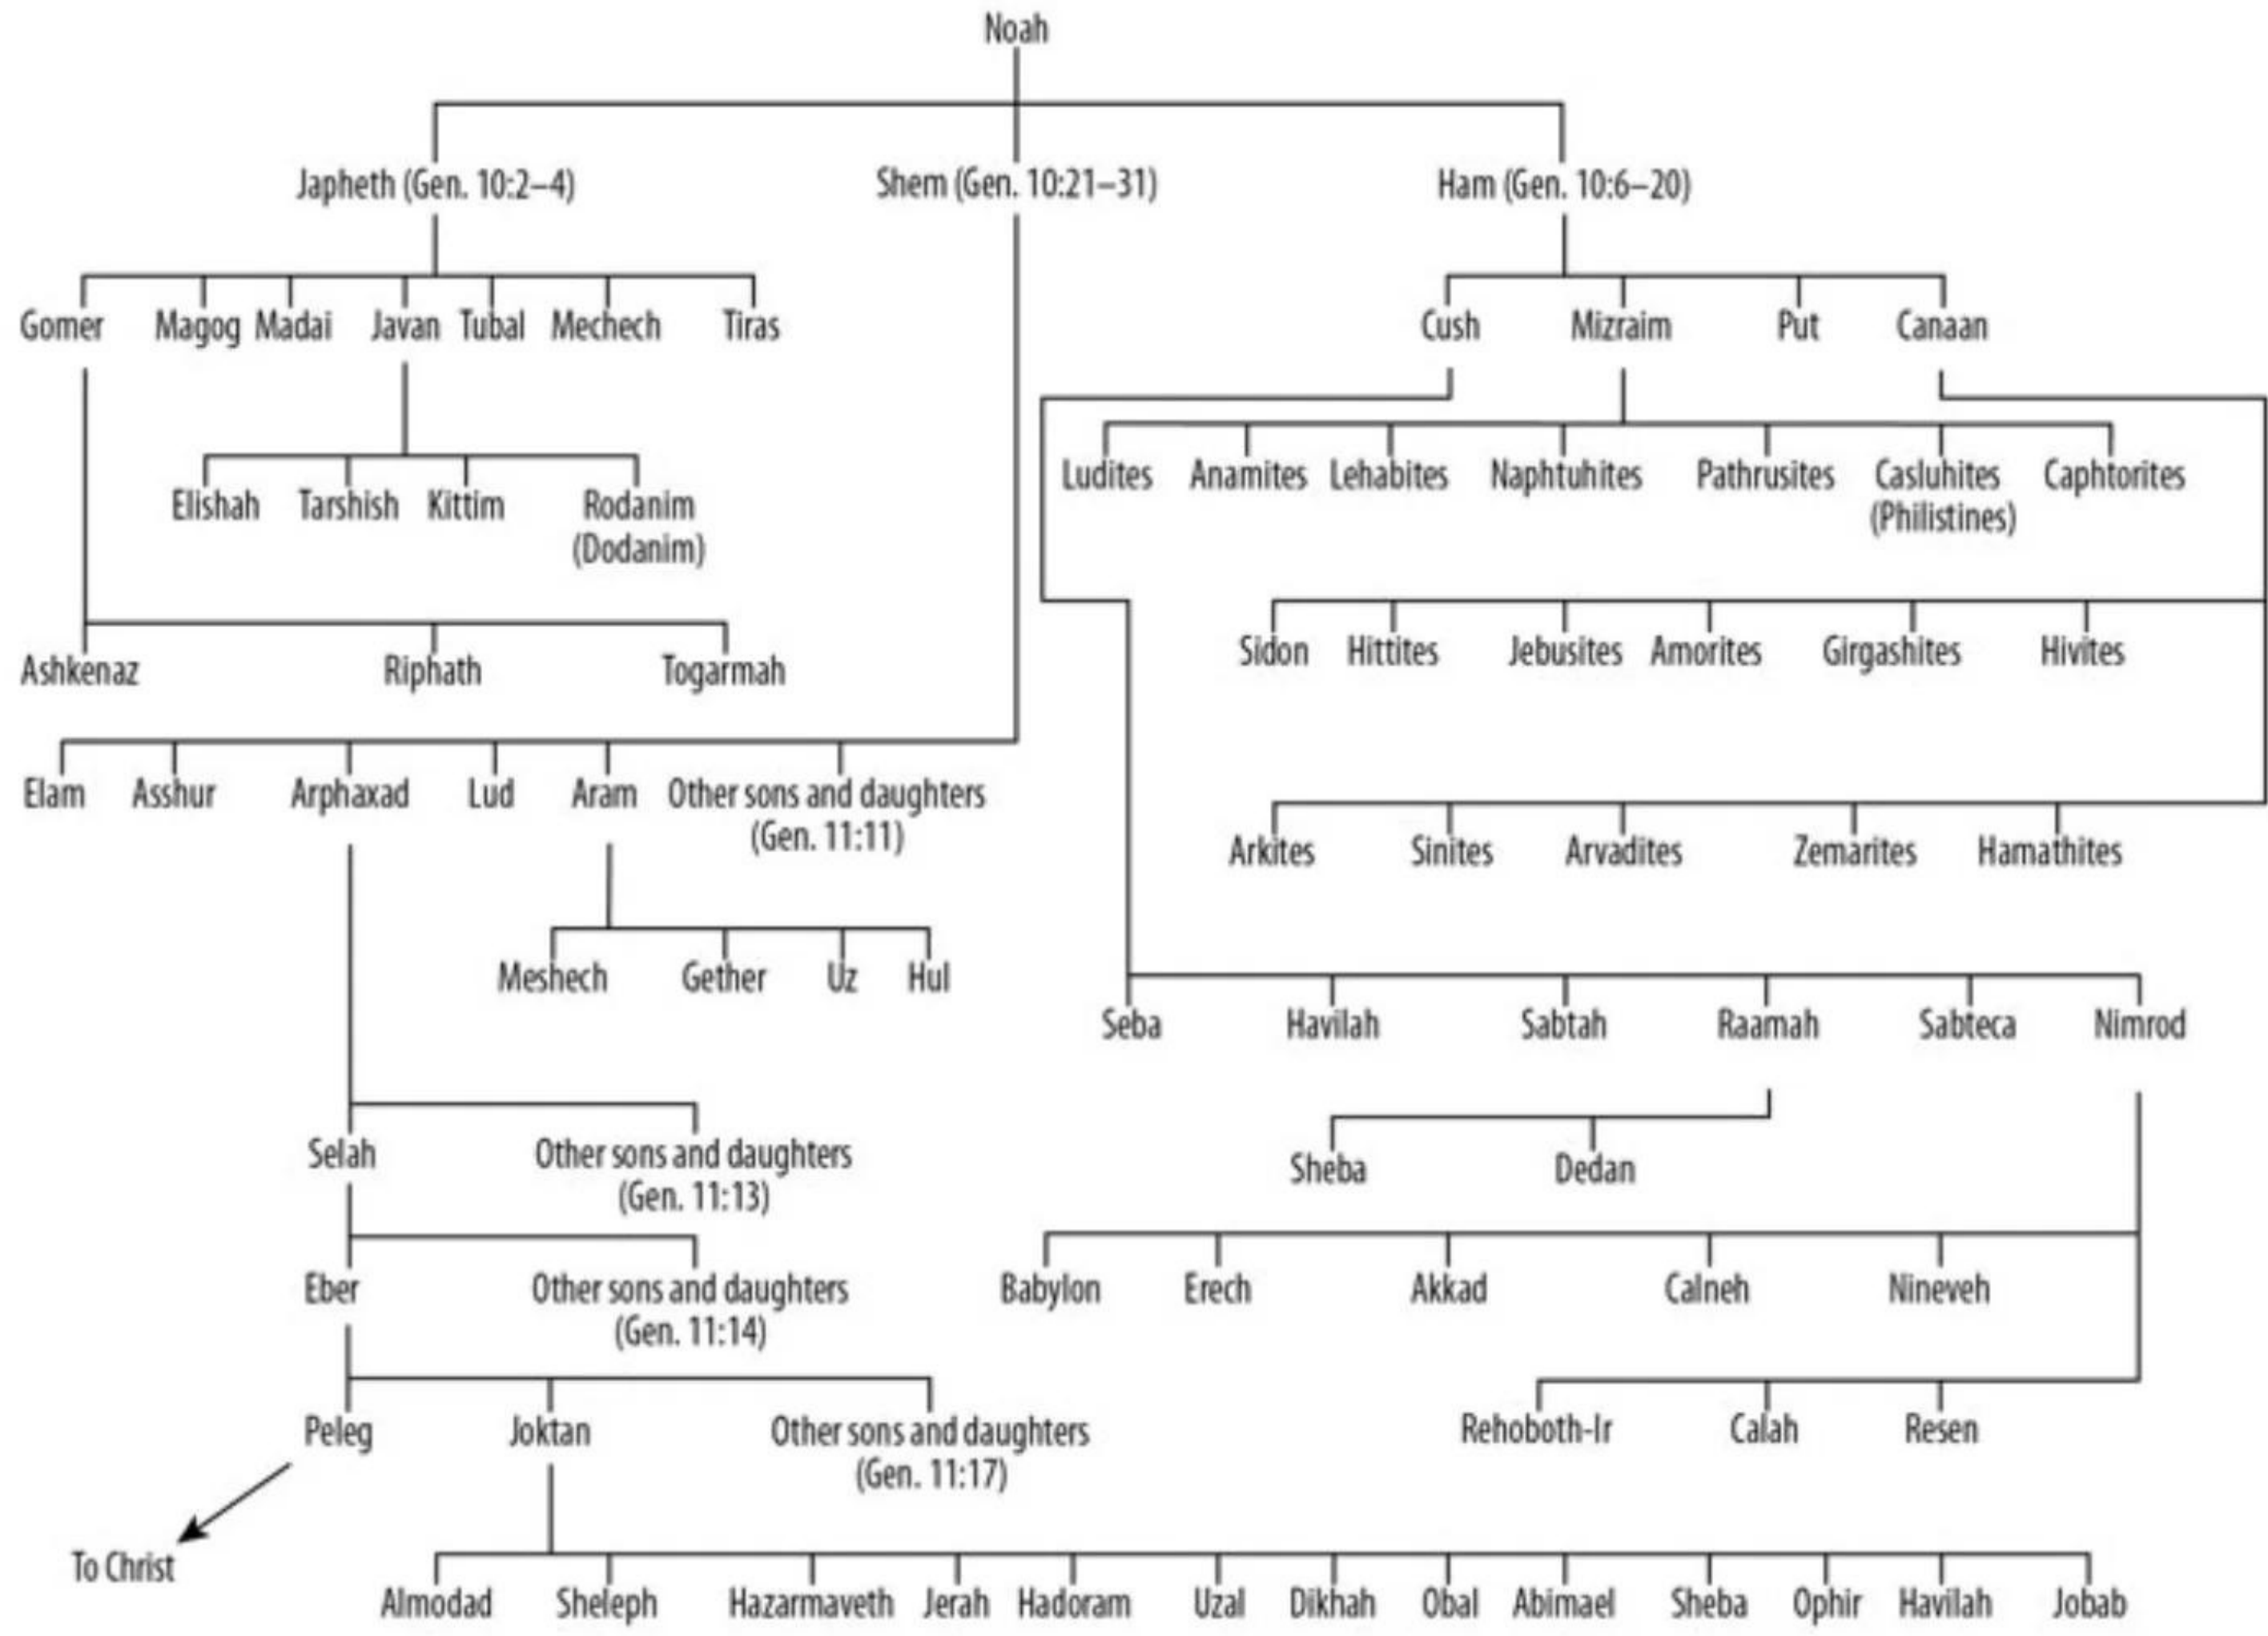 Noah
Japheth (Gen. 10:2–4) Shem (Gen. 10:21–31) Ham (Gen. 10:6–20)
Gomer Magog Madai Javan Tubal Mechech Tiras Cush Mizraim Put Canaan
Ludites Anamites Lehabites Naphtuhites Pathrusites Casluhites Caphtorites
(Philistines)
Elishah Tarshish Kittim Rodanim
(Dodanim)
Sidon Hittites Jebusites Amorites Girgashites Hivites
Ashkenaz Riphath Togarmah
Elam Asshur Arphaxad Lud Aram Other sons and daughters
(Gen. 11:11)
Arkites Sinites Arvadites Zemarites Hamathites
Meshech Gether Uz Hul
Seba Havilah Sabtah Raamah Sabteca Nimrod
Selah Other sons and daughters
(Gen. 11:13)
Sheba Dedan
Eber Other sons and daughters
(Gen. 11:14)
Babylon Erech Akkad Calneh Nineveh
Peleg Joktan Other sons and daughters
(Gen. 11:17)
Rehoboth-Ir Calah Resen
To Christ
Almodad Sheleph Hazarmaveth Jerah Hadoram Uzal Dikhah Obal Abimael Sheba Ophir Havilah Jobab